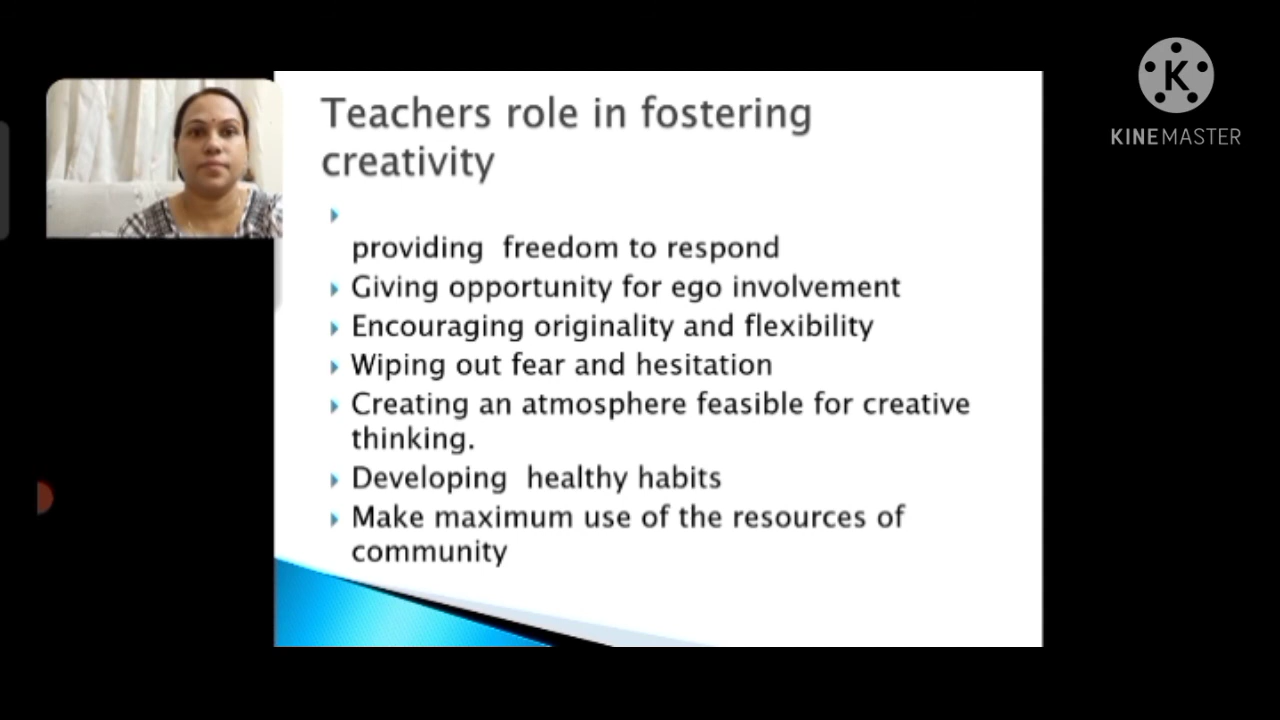 Teachers role in fostering
creativity
providing  freedom to respond
Giving opportunity for ego involvement
Encouraging originality and flexibility
Wiping out fear and hesitation
Creating an atmosphere feasible for creative
thinking.
Developing  healthy habits
Make maximum use of the resources of
community
K
KINEMASTER